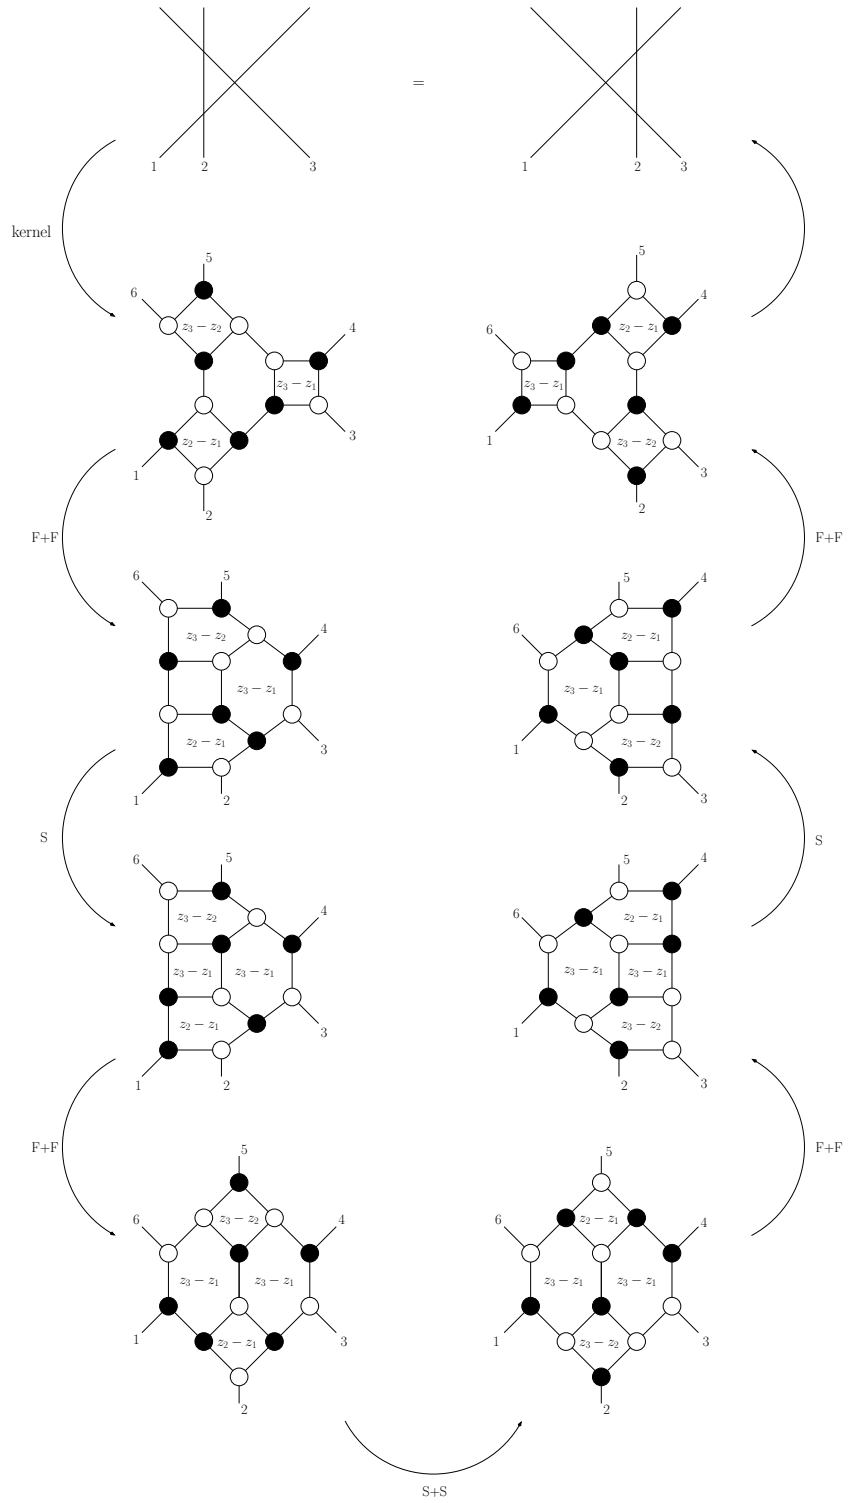 =
1 2 3 1 2 3
kernel
5 5
6 4
z₃ − z₂ z₂ − z₁
4 6
z₃ − z₁ z₃ − z₁
3 1
z₂ − z₁ z₃ − z₂
1 3
2 2
F+F F+F
6 5 5 4
4 6
z₃ − z₂ z₂ − z₁
z₃ − z₁ z₃ − z₁
z₂ − z₁ z₃ − z₂
3 1
1 2 2 3
S S
6 5 5 4
4 6
z₃ − z₂ z₂ − z₁
z₃ − z₁ z₃ − z₁ z₃ − z₁ z₃ − z₁
z₂ − z₁ z₃ − z₂
3 1
1 2 2 3
F+F F+F
5 5
6 4 6 4
z₃ − z₂ z₂ − z₁
z₃ − z₁ z₃ − z₁ z₃ − z₁ z₃ − z₁
z₂ − z₁ z₃ − z₂
1 3 1 3
2 2
S+S